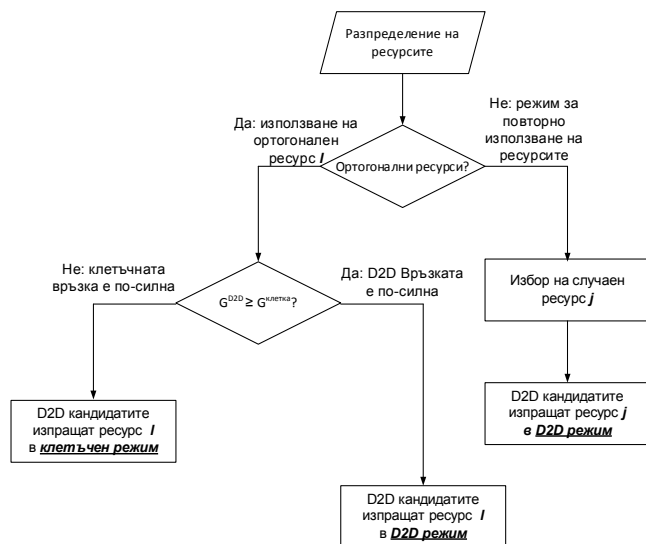 Разпределение на
ресурсите
Да: използване на
ортогонален
ресурс l
Не: режим за
повторно
използване на
ресурсите
Ортогонални ресурси?
Не: клетъчната
връзка е по-силна
G^D2D ≥ G^клетка?
Да: D2D Връзката
е по-силна
Избор на случаен
ресурс j
D2D кандидатите
изпращат ресурс l
в клетъчен режим
D2D кандидатите
изпращат ресурс j
в D2D режим
D2D кандидатите
изпращат ресурс l
в D2D режим